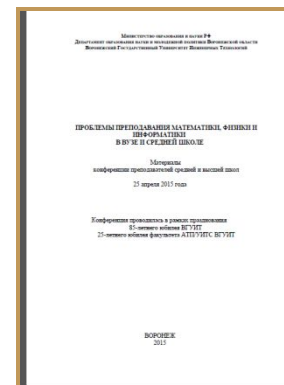 Министерство образования и науки РФ
Департамент образования науки и молодежной политики Воронежской области
Воронежский Государственный Университет Инженерных Технологий
ПРОБЛЕМЫ ПРЕПОДАВАНИЯ МАТЕМАТИКИ, ФИЗИКИ И
ИНФОРМАТИКИ
В ВУЗЕ И СРЕДНЕЙ ШКОЛЕ
Материалы
конференции преподавателей средней и высшей школ
25 апреля 2015 года
Конференция проводилась в рамках празднования
85-летнего юбилея ВГУИТ
25-летнего юбилея факультета АТП/УИТС ВГУИТ
ВОРОНЕЖ
2015